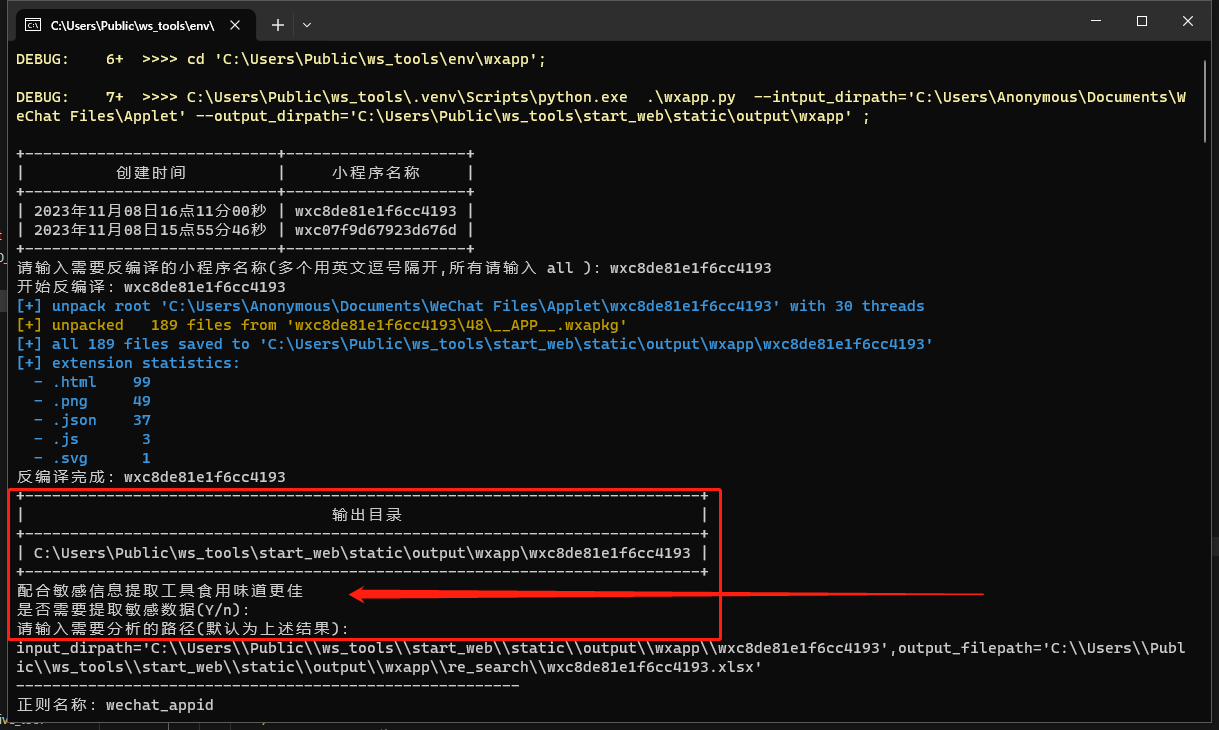 C:\Users\Public\ws_tools\env\
DEBUG:    6+  >>>> cd 'C:\Users\Public\ws_tools\env\wxapp';
DEBUG:    7+  >>>> C:\Users\Public\ws_tools\.venv\Scripts\python.exe  .\wxapp.py  --intput_dirpath='C:\Users\Anonymous\Documents\W
eChat Files\Applet' --output_dirpath='C:\Users\Public\ws_tools\start_web\static\output\wxapp' ;
+----------------------------+--------------------+
|          创建时间          |     小程序名称     |
+----------------------------+--------------------+
| 2023年11月08日16点11分00秒 | wxc8de81e1f6cc4193 |
| 2023年11月08日15点55分46秒 | wxc07f9d67923d676d |
+----------------------------+--------------------+
请输入需要反编译的小程序名称(多个用英文逗号隔开,所有请输入 all ): wxc8de81e1f6cc4193
开始反编译: wxc8de81e1f6cc4193
[+] unpack root 'C:\Users\Anonymous\Documents\WeChat Files\Applet\wxc8de81e1f6cc4193' with 30 threads
[+] unpacked   189 files from 'wxc8de81e1f6cc4193\48\__APP__.wxapkg'
[+] all 189 files saved to 'C:\Users\Public\ws_tools\start_web\static\output\wxapp\wxc8de81e1f6cc4193'
[+] extension statistics:
  - .html    99
  - .png     49
  - .json    37
  - .js       3
  - .svg      1
反编译完成: wxc8de81e1f6cc4193
+---------------------------------------------------------------------------+
|                                  输出目录                                 |
+---------------------------------------------------------------------------+
| C:\Users\Public\ws_tools\start_web\static\output\wxapp\wxc8de81e1f6cc4193 |
+---------------------------------------------------------------------------+
配合敏感信息提取工具食用味道更佳
是否需要提取敏感数据(Y/n):
请输入需要分析的路径(默认为上述结果):
input_dirpath='C:\\Users\\Public\\ws_tools\\start_web\\static\\output\\wxapp\\wxc8de81e1f6cc4193',output_filepath='C:\\Users\\Publ
ic\\ws_tools\\start_web\\static\\output\\wxapp\\re_search\\wxc8de81e1f6cc4193.xlsx'
--------------------------------------------------------
正则名称: wechat_appid